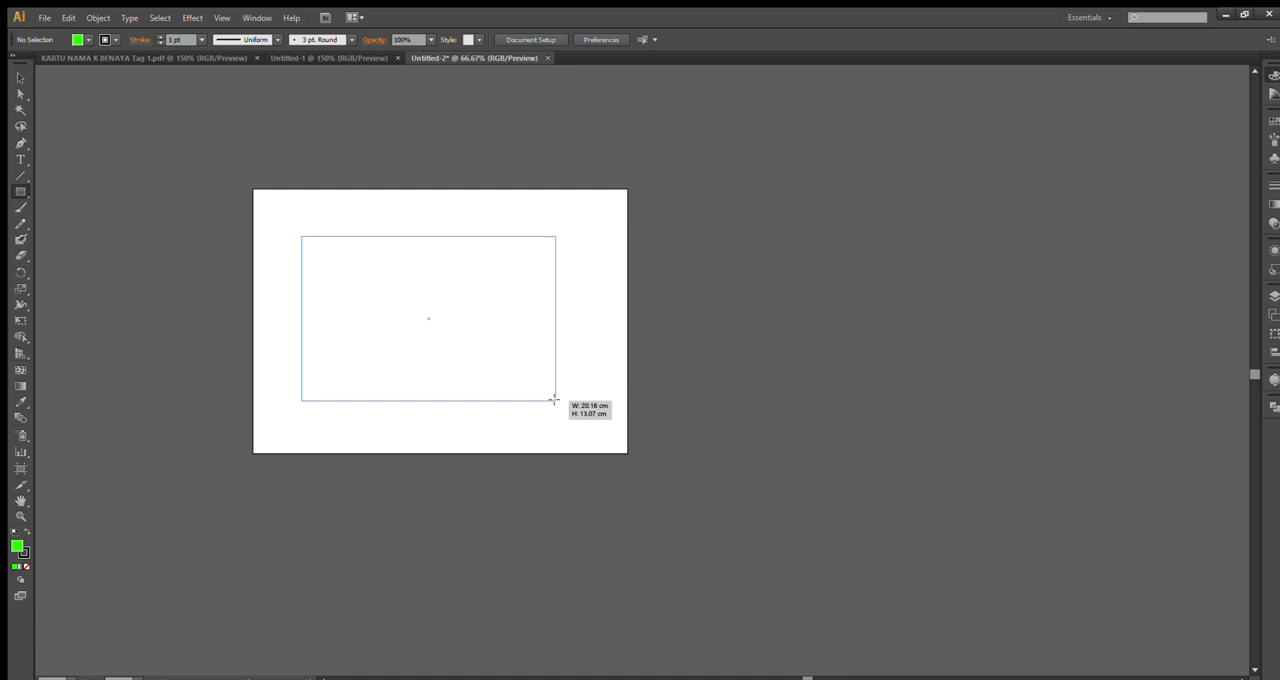 Ai File Edit Object Type Select Effect View Window Help Essentials
No Selection Stroke: 1 pt Uniform 3 pt. Round Opacity: 100% Style: Document Setup Preferences
KARTU NAMA K BENAYA Tag 1.pdf @ 150% (RGB/Preview) × Untitled-1 @ 150% (RGB/Preview) × Untitled-2* @ 66.67% (RGB/Preview) ×
W: 20.16 cm
H: 13.07 cm